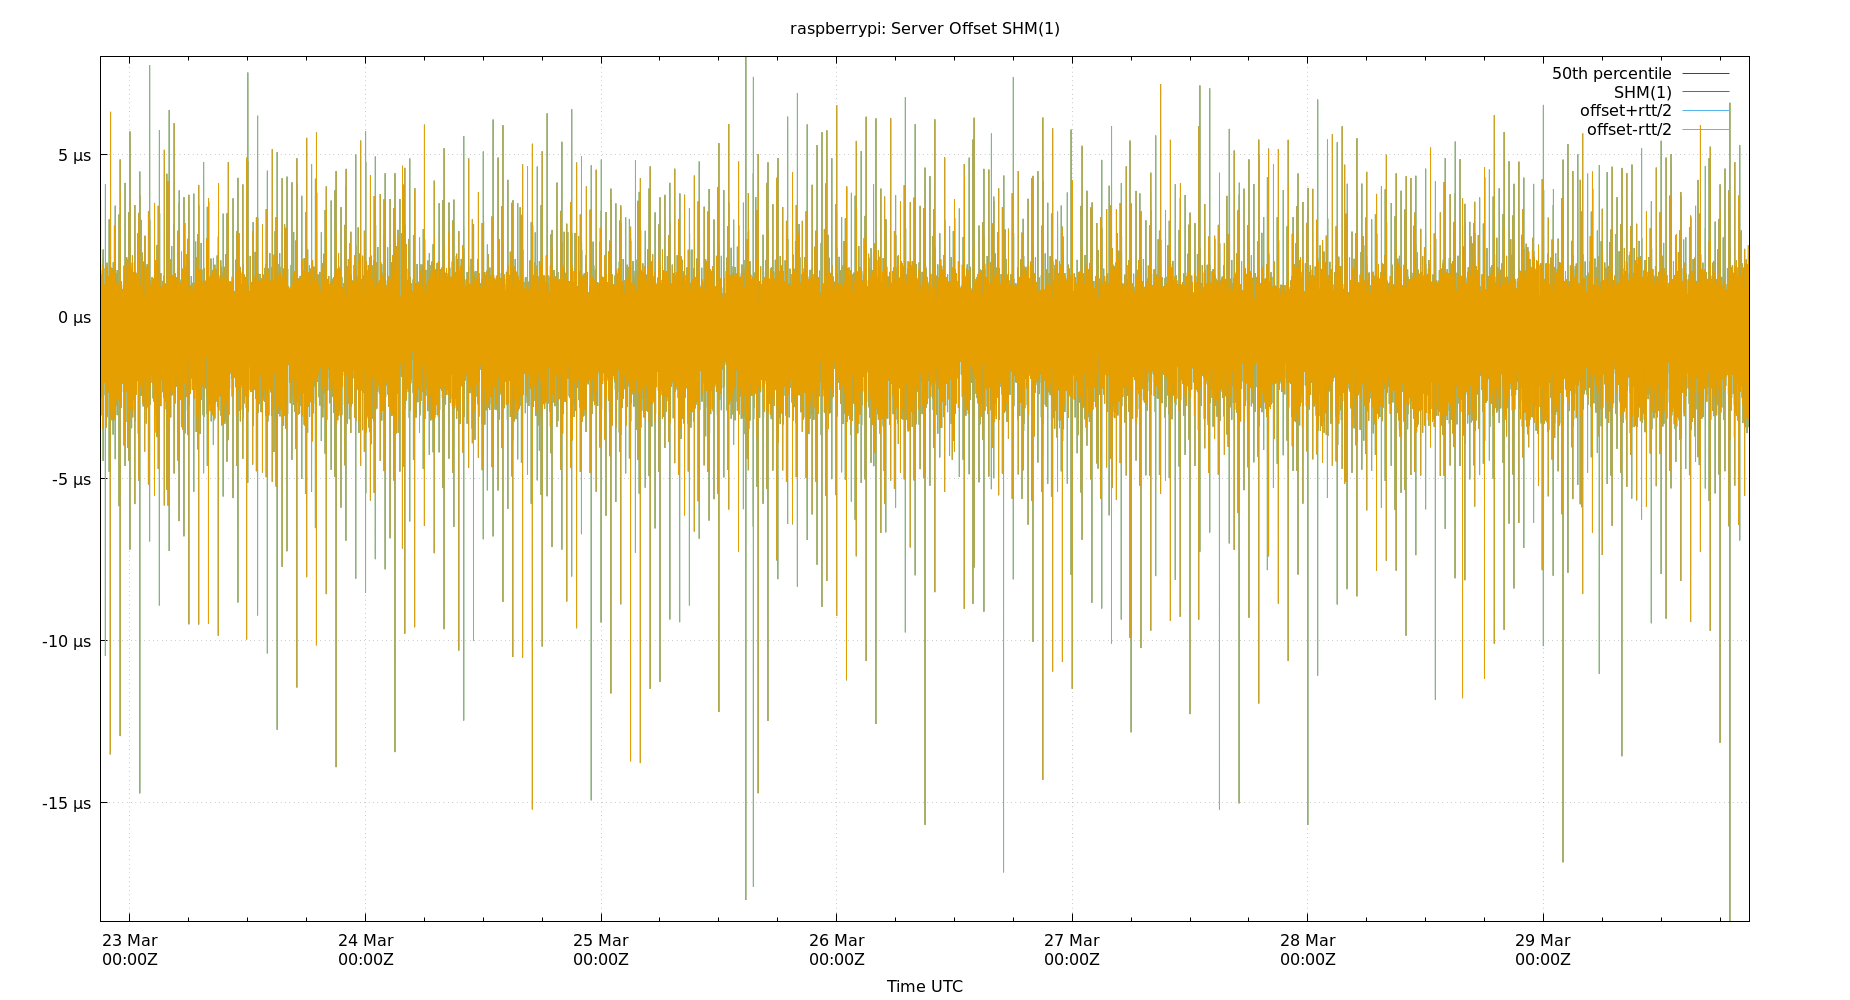 raspberrypi: Server Offset SHM(1)
50th percentile
SHM(1)
offset+rtt/2
offset-rtt/2
5 µs
0 µs
-5 µs
-10 µs
-15 µs
23 Mar 24 Mar 25 Mar 26 Mar 27 Mar 28 Mar 29 Mar
00:00Z 00:00Z 00:00Z 00:00Z 00:00Z 00:00Z 00:00Z
Time UTC